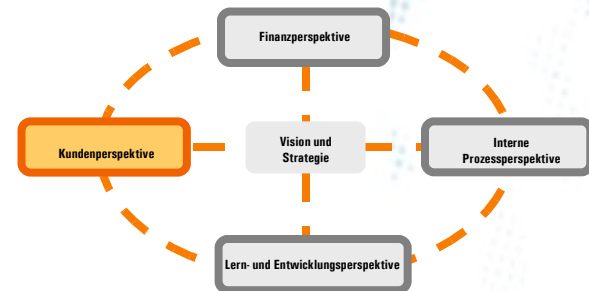 Finanzperspektive
Kundenperspektive
Vision und
Strategie
Interne
Prozessperspektive
Lern- und Entwicklungsperspektive